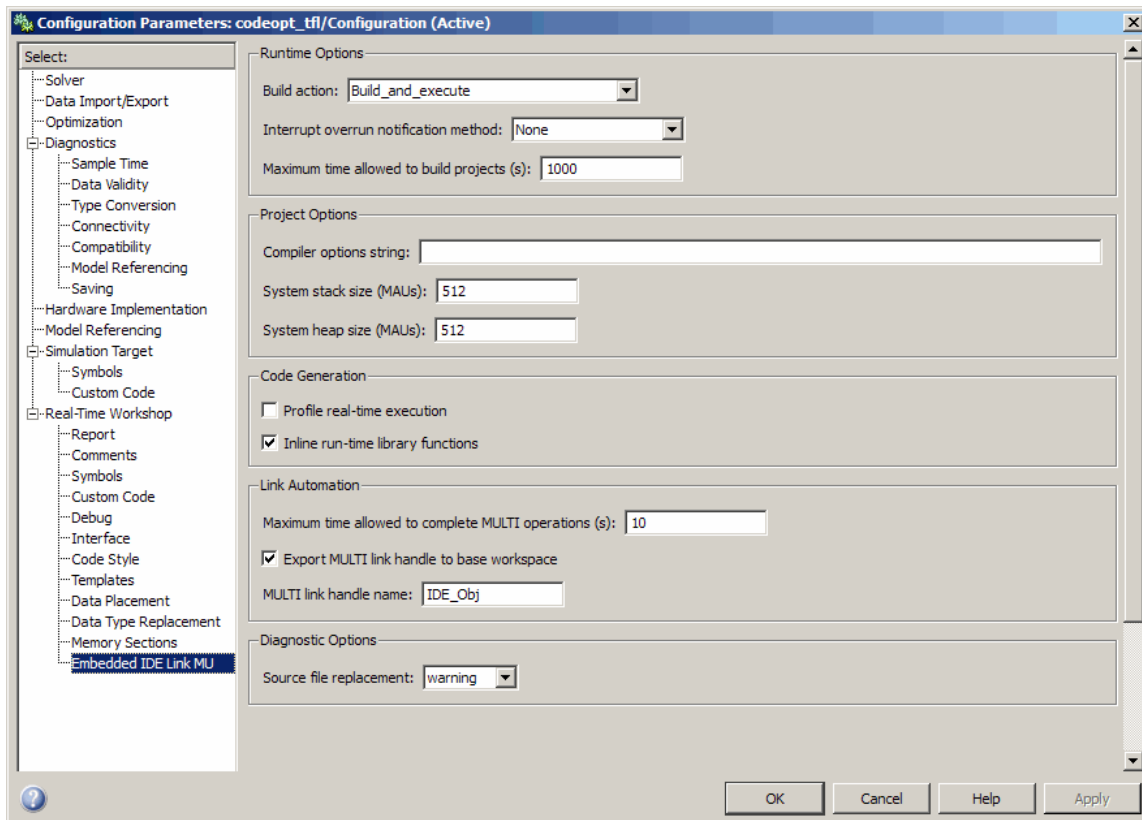 Configuration Parameters: codeopt_tfl/Configuration (Active)
Select:
Solver
Data Import/Export
Optimization
Diagnostics
Sample Time
Data Validity
Type Conversion
Connectivity
Compatibility
Model Referencing
Saving
Hardware Implementation
Model Referencing
Simulation Target
Symbols
Custom Code
Real-Time Workshop
Report
Comments
Symbols
Custom Code
Debug
Interface
Code Style
Templates
Data Placement
Data Type Replacement
Memory Sections
Embedded IDE Link MU
Runtime Options
Build action: Build_and_execute
Interrupt overrun notification method: None
Maximum time allowed to build projects (s): 1000
Project Options
Compiler options string:
System stack size (MAUs): 512
System heap size (MAUs): 512
Code Generation
Profile real-time execution
Inline run-time library functions
Link Automation
Maximum time allowed to complete MULTI operations (s): 10
Export MULTI link handle to base workspace
MULTI link handle name: IDE_Obj
Diagnostic Options
Source file replacement: warning
OK Cancel Help Apply